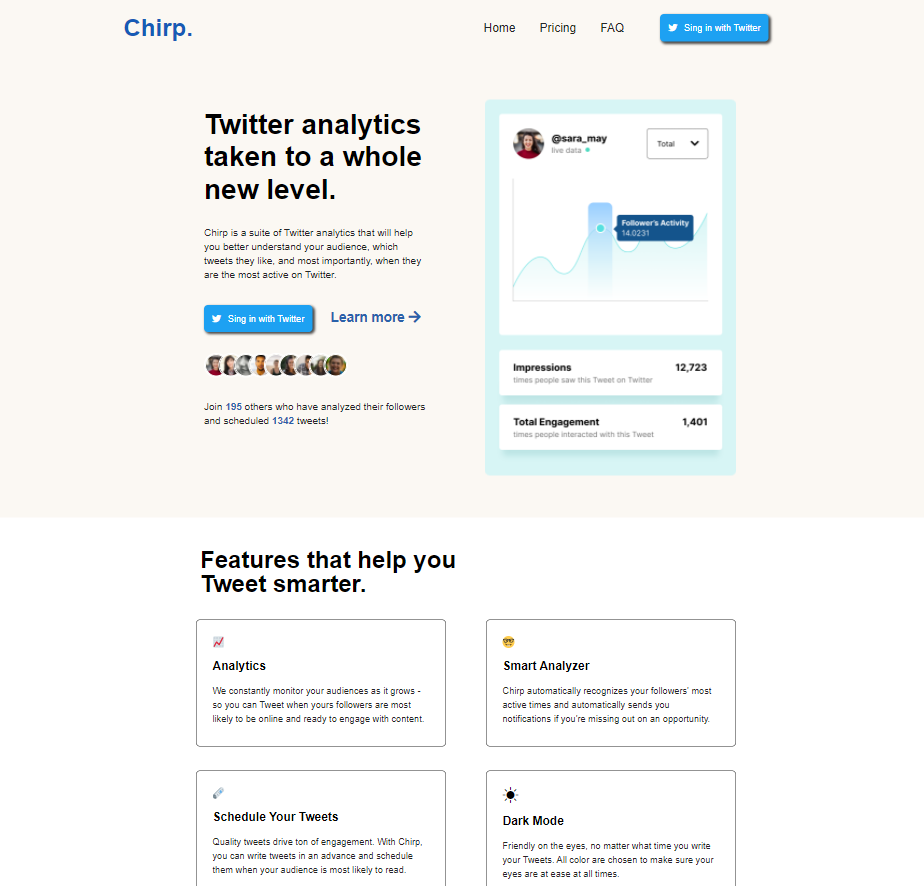 Chirp.
Home Pricing FAQ Sing in with Twitter
Twitter analytics
taken to a whole
new level.
Chirp is a suite of Twitter analytics that will help
you better understand your audience, which
tweets they like, and most importantly, when they
are the most active on Twitter.
Sing in with Twitter Learn more
Join 195 others who have analyzed their followers
and scheduled 1342 tweets!
@sara_may
live data
Total
Follower's Activity
14.0231
Impressions 12,723
times people saw this Tweet on Twitter
Total Engagement 1,401
times people interacted with this Tweet
Features that help you
Tweet smarter.
Analytics
We constantly monitor your audiences as it grows -
so you can Tweet when yours followers are most
likely to be online and ready to engage with content.
Smart Analyzer
Chirp automatically recognizes your followers' most
active times and automatically sends you
notifications if you're missing out on an opportunity.
Schedule Your Tweets
Quality tweets drive ton of engagement. With Chirp,
you can write tweets in an advance and schedule
them when your audience is most likely to read.
Dark Mode
Friendly on the eyes, no matter what time you write
your Tweets. All color are chosen to make sure your
eyes are at ease at all times.